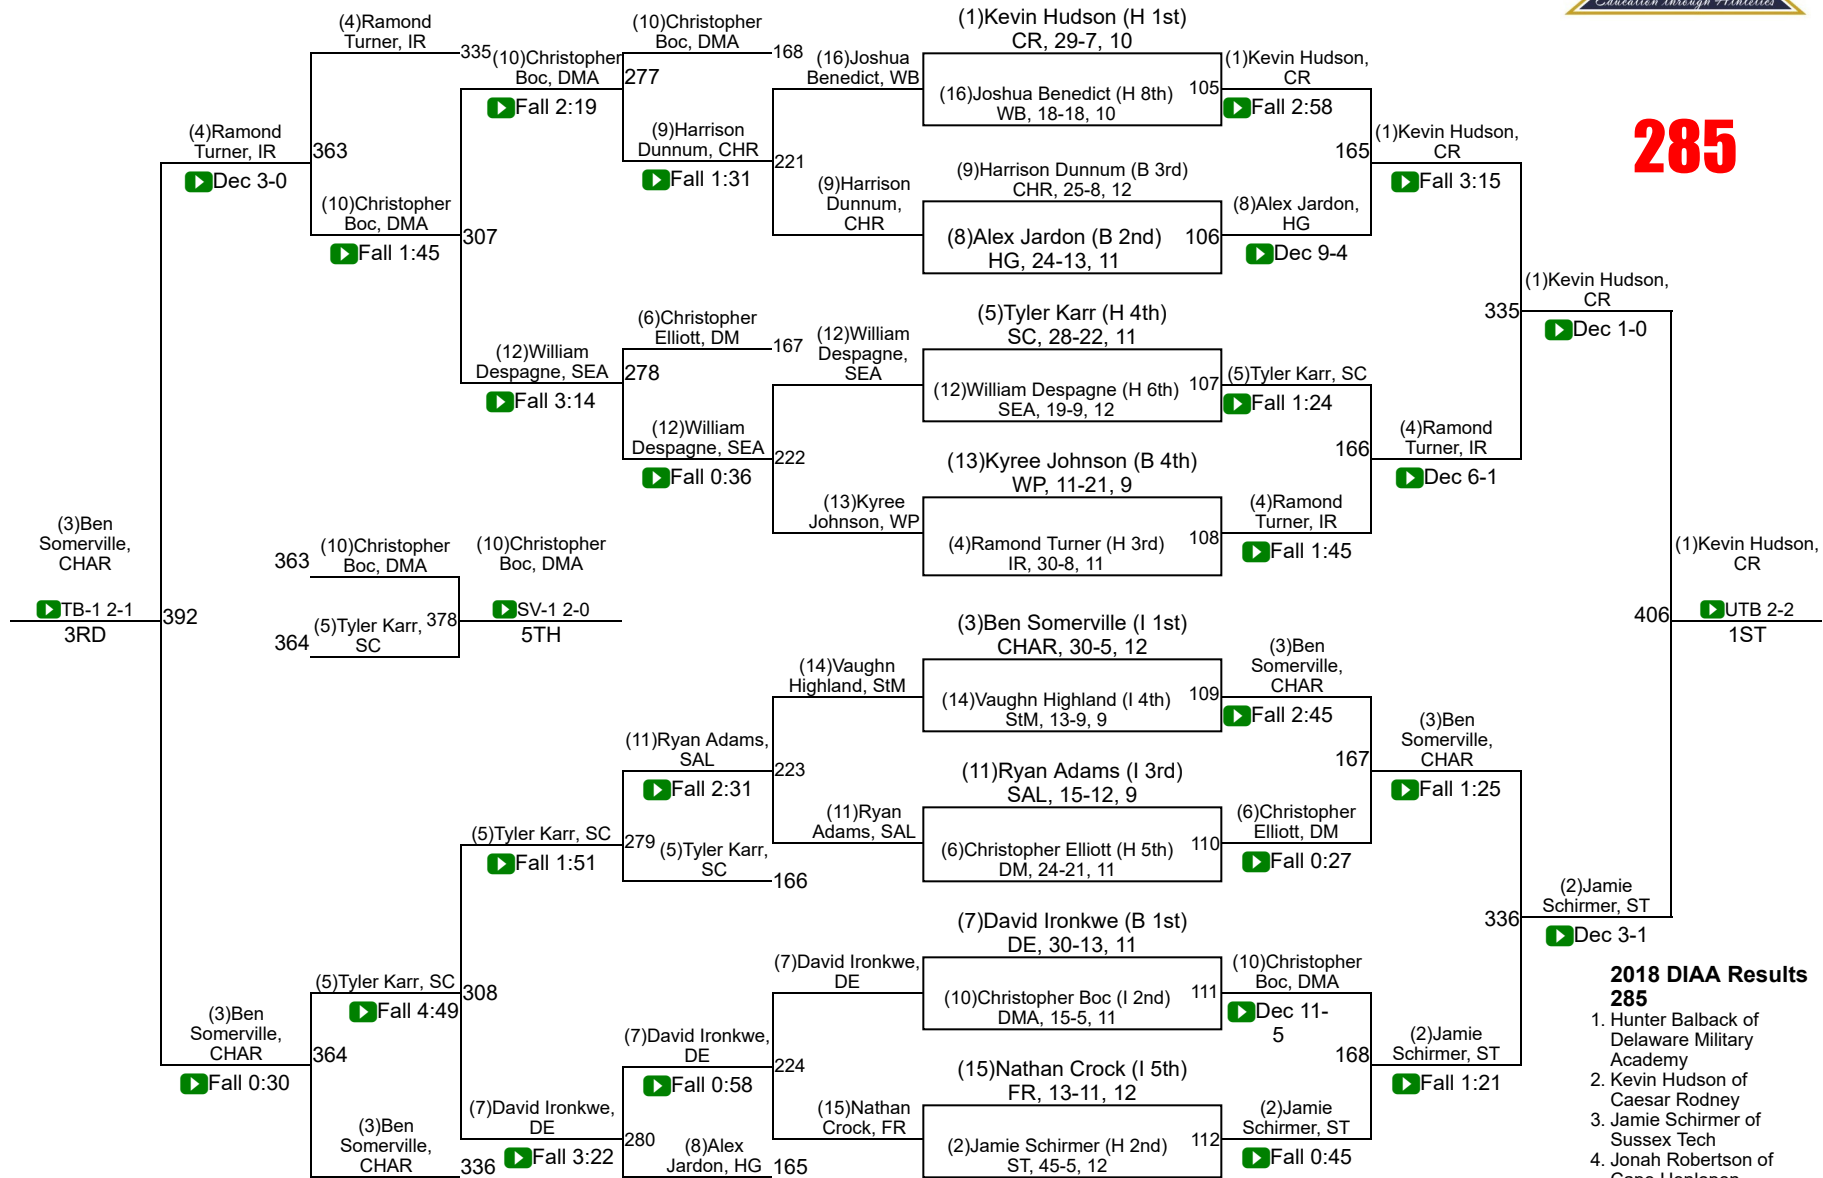 Education through Athletics
285
(4)Ramond
Turner, IR
335
(10)Christopher
Boc, DMA
277
Fall 2:19
(10)Christopher
Boc, DMA
168
(16)Joshua
Benedict, WB
(1)Kevin Hudson (H 1st)
CR, 29-7, 10
(16)Joshua Benedict (H 8th)
WB, 18-18, 10
105
(1)Kevin Hudson,
CR
Fall 2:58
(4)Ramond
Turner, IR
Dec 3-0
363
(9)Harrison
Dunnum, CHR
Fall 1:31
221
(1)Kevin Hudson,
CR
165
Fall 3:15
(10)Christopher
Boc, DMA
Fall 1:45
307
(9)Harrison
Dunnum,
CHR
(9)Harrison Dunnum (B 3rd)
CHR, 25-8, 12
(8)Alex Jardon (B 2nd)
HG, 24-13, 11
106
(8)Alex Jardon,
HG
Dec 9-4
(1)Kevin Hudson,
CR
335
Dec 1-0
(12)William
Despagne, SEA
Fall 3:14
278
(6)Christopher
Elliott, DM
167
(12)William
Despagne,
SEA
(5)Tyler Karr (H 4th)
SC, 28-22, 11
(12)William Despagne (H 6th)
SEA, 19-9, 12
107
(5)Tyler Karr, SC
Fall 1:24
(12)William
Despagne, SEA
Fall 0:36
222
166
(4)Ramond
Turner, IR
Dec 6-1
(13)Kyree
Johnson, WP
(13)Kyree Johnson (B 4th)
WP, 11-21, 9
(4)Ramond Turner (H 3rd)
IR, 30-8, 11
108
(4)Ramond
Turner, IR
Fall 1:45
(3)Ben
Somerville,
CHAR
TB-1 2-1
3RD
392
363
(10)Christopher
Boc, DMA
364
(5)Tyler Karr,
SC
378
(10)Christopher
Boc, DMA
SV-1 2-0
5TH
406
(1)Kevin Hudson,
CR
UTB 2-2
1ST
(14)Vaughn
Highland, StM
(3)Ben Somerville (I 1st)
CHAR, 30-5, 12
(14)Vaughn Highland (I 4th)
StM, 13-9, 9
109
(3)Ben
Somerville,
CHAR
Fall 2:45
(11)Ryan Adams,
SAL
Fall 2:31
223
167
(3)Ben
Somerville,
CHAR
Fall 1:25
(11)Ryan
Adams, SAL
(11)Ryan Adams (I 3rd)
SAL, 15-12, 9
(6)Christopher Elliott (H 5th)
DM, 24-21, 11
110
(6)Christopher
Elliott, DM
Fall 0:27
(5)Tyler Karr, SC
Fall 1:51
279
(5)Tyler Karr,
SC
166
336
(2)Jamie
Schirmer, ST
Dec 3-1
(5)Tyler Karr, SC
Fall 4:49
308
(7)David Ironkwe,
DE
(7)David Ironkwe (B 1st)
DE, 30-13, 11
(10)Christopher Boc (I 2nd)
DMA, 15-5, 11
111
(10)Christopher
Boc, DMA
Dec 11-
5
(3)Ben
Somerville,
CHAR
Fall 0:30
364
(7)David Ironkwe,
DE
Fall 0:58
224
168
(2)Jamie
Schirmer, ST
Fall 1:21
(3)Ben
Somerville,
CHAR
336
(7)David Ironkwe,
DE
Fall 3:22
280
(8)Alex
Jardon, HG
165
(15)Nathan
Crock, FR
(15)Nathan Crock (I 5th)
FR, 13-11, 12
(2)Jamie Schirmer (H 2nd)
ST, 45-5, 12
112
(2)Jamie
Schirmer, ST
Fall 0:45
2018 DIAA Results
285
1. Hunter Balback of
Delaware Military
Academy
2. Kevin Hudson of
Caesar Rodney
3. Jamie Schirmer of
Sussex Tech
4. Jonah Robertson of
Cape Henlopen